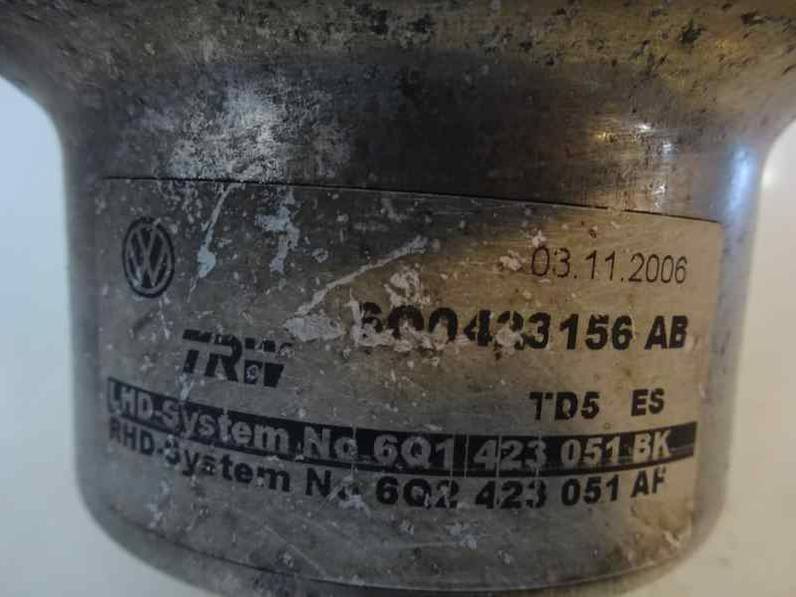 03.11.2006
6Q0423156 AB
TRW
TD5 ES
LHD-System No 6Q1 423 051 BK
RHD-System No 6Q2 423 051